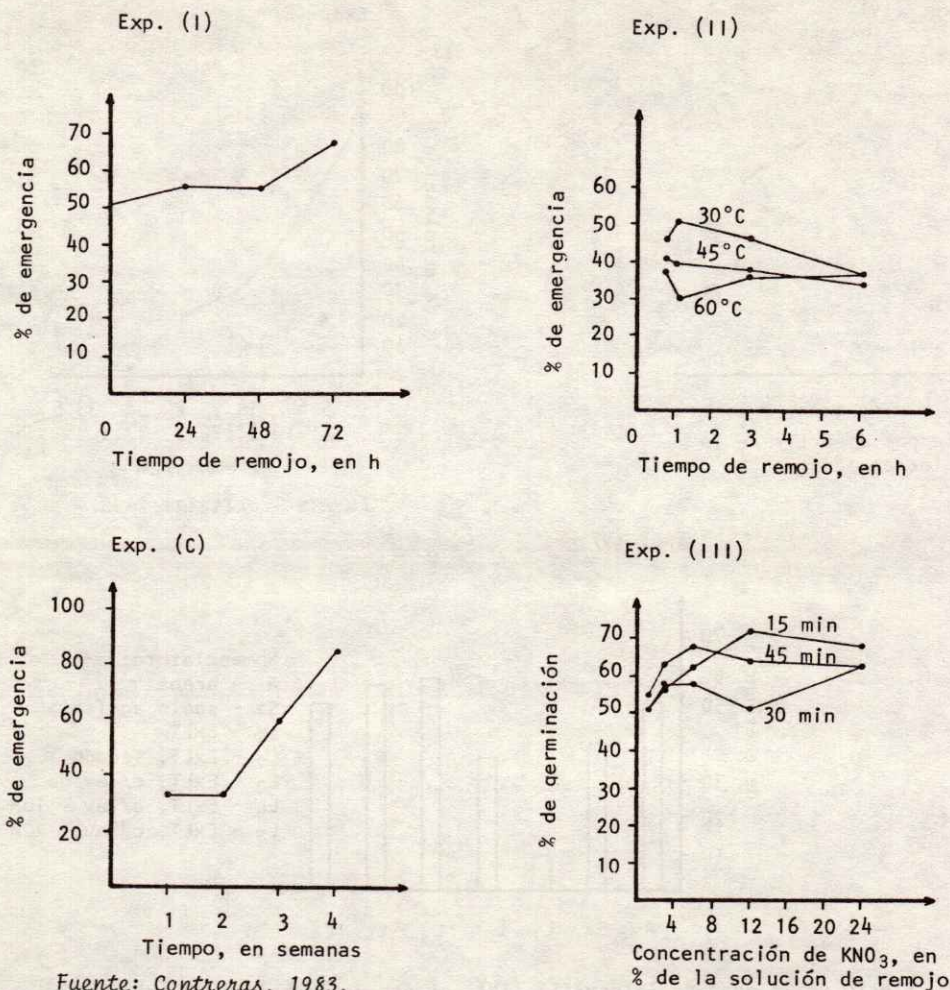 Exp. (I)
% de emergencia
70
60
50
40
30
20
10
0 24 48 72
Tiempo de remojo, en h
Exp. (II)
% de emergencia
60
50
40
30
20
10
30°C
45°C
60°C
0 1 2 3 4 5 6
Tiempo de remojo, en h
Exp. (C)
% de emergencia
100
80
60
40
20
1 2 3 4
Tiempo, en semanas
Exp. (III)
% de germinación
70
60
50
40
30
20
10
15 min
45 min
30 min
4 8 12 16 20 24
Concentración de KNO₃, en
% de la solución de remojo
Fuente: Contreras, 1983.